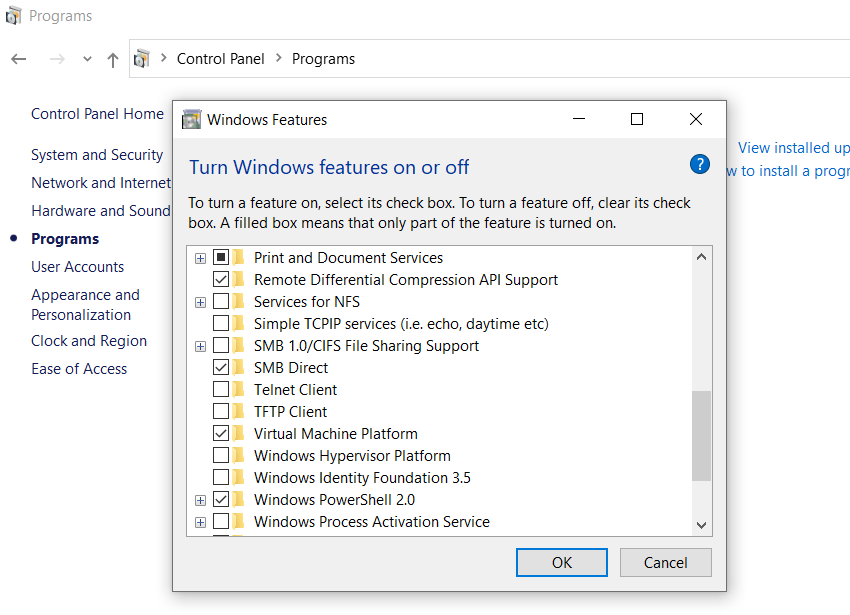 Programs
Control Panel
Programs
Control Panel Home
System and Security
Network and Internet
Hardware and Sound
Programs
User Accounts
Appearance and
Personalization
Clock and Region
Ease of Access
View installed up
w to install a progr
Windows Features
Turn Windows features on or off
?
To turn a feature on, select its check box. To turn a feature off, clear its check
box. A filled box means that only part of the feature is turned on.
Print and Document Services
Remote Differential Compression API Support
Services for NFS
Simple TCPIP services (i.e. echo, daytime etc)
SMB 1.0/CIFS File Sharing Support
SMB Direct
Telnet Client
TFTP Client
Virtual Machine Platform
Windows Hypervisor Platform
Windows Identity Foundation 3.5
Windows PowerShell 2.0
Windows Process Activation Service
OK
Cancel